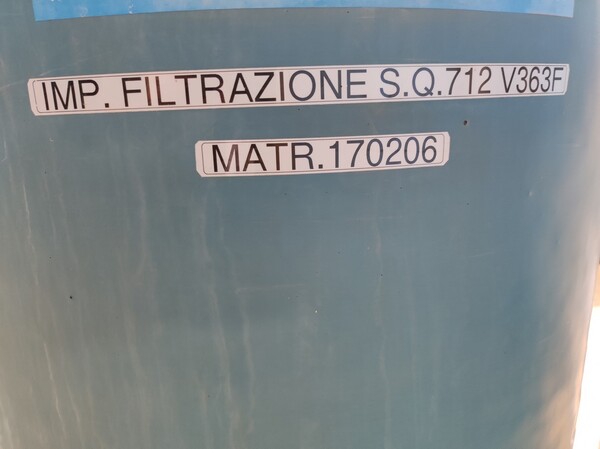 IMP. FILTRAZIONE S.Q.712 V363F
MATR.170206